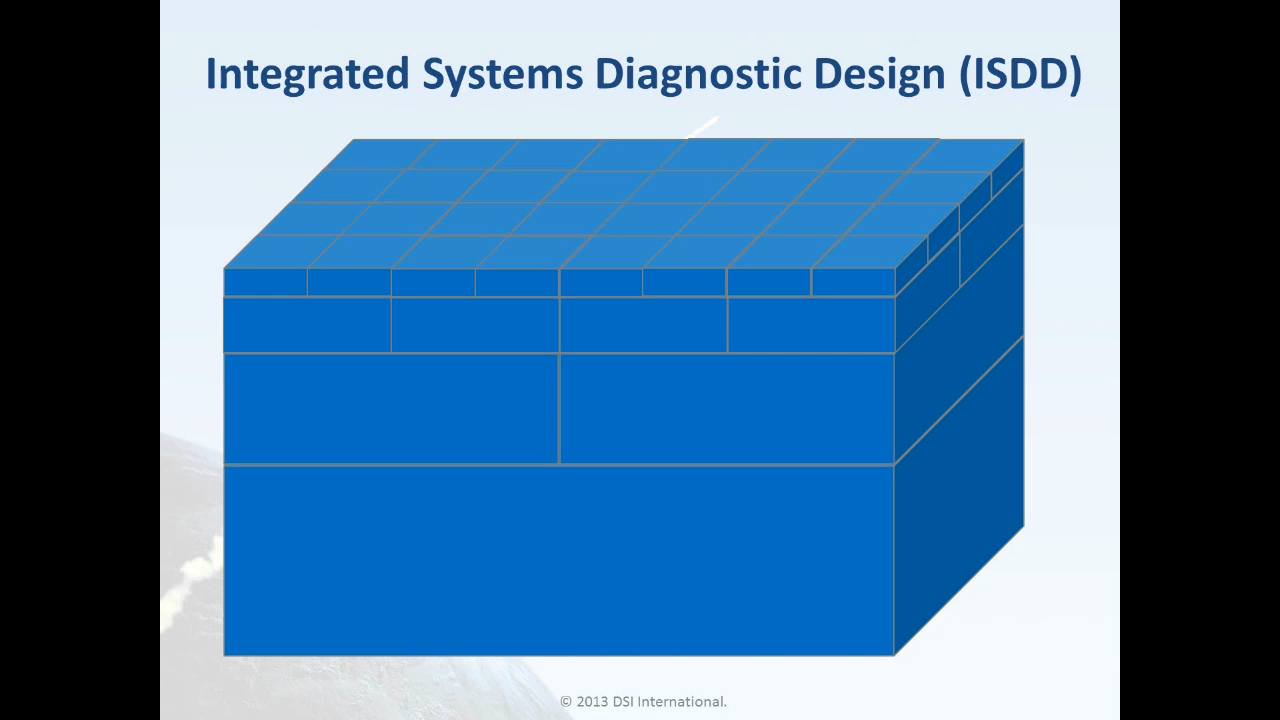 Integrated Systems Diagnostic Design (ISDD)
© 2013 DSI International.